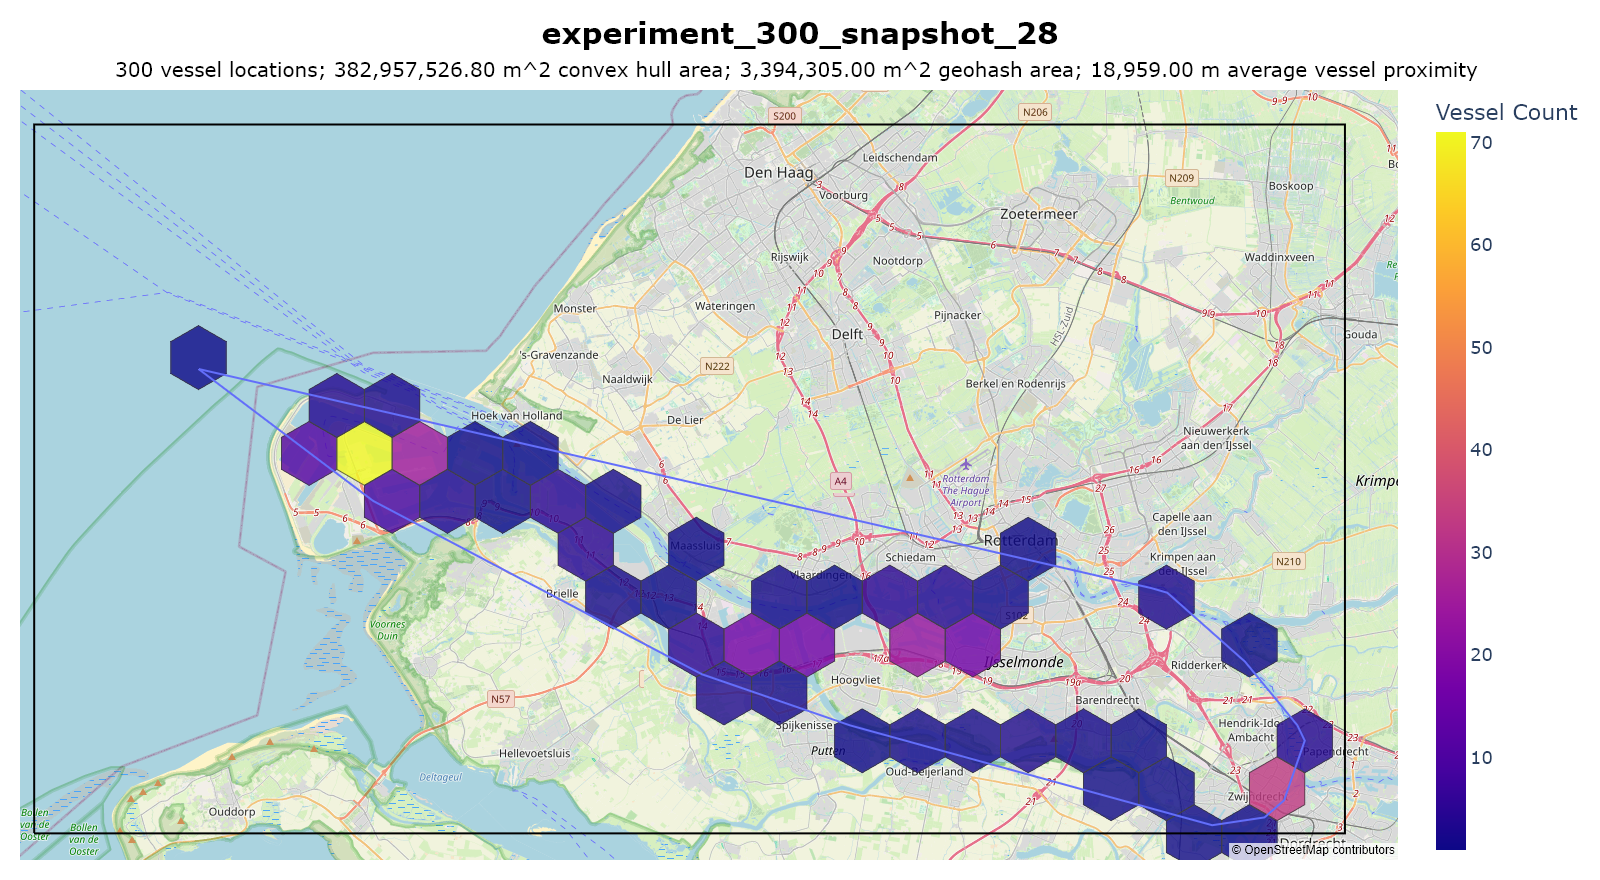 experiment_300_snapshot_28
300 vessel locations; 382,957,526.80 m^2 convex hull area; 3,394,305.00 m^2 geohash area; 18,959.00 m average vessel proximity
Vessel Count
70
60
50
40
30
20
10
S200
N206
Den Haag
Leidschendam
Voorburg
N209
Boskoop
Bentwoud
Zoetermeer
Rijswijk
Nootdorp
Waddinxveen
Monster
Wateringen
Pijnacker
HSL-Zuid
Delft
Gouda
's-Gravenzande
N222
Naaldwijk
Berkel en Rodenrijs
Hoek van Holland
De Lier
Nieuwerkerk
aan den IJssel
A4
Rotterdam
The Hague
Airport
Krimpe
Capelle aan
den IJssel
Rotterdam
Maassluis
Schiedam
Krimpen aan
den IJssel
N210
Vlaardingen
Brielle
S102
Voornes
Duin
IJsselmonde
Ridderkerk
Hoogvliet
N57
Barendrecht
Spijkenisse
Hendrik-Ido-
Ambacht
Papendrecht
Hellevoetsluis
Putten
Oud-Beijerland
Deltageul
Zwijndrecht
Ouddorp
Bollen
van de
Ooster
Bollen
van de
Ooster
Dordrecht
© OpenStreetMap contributors